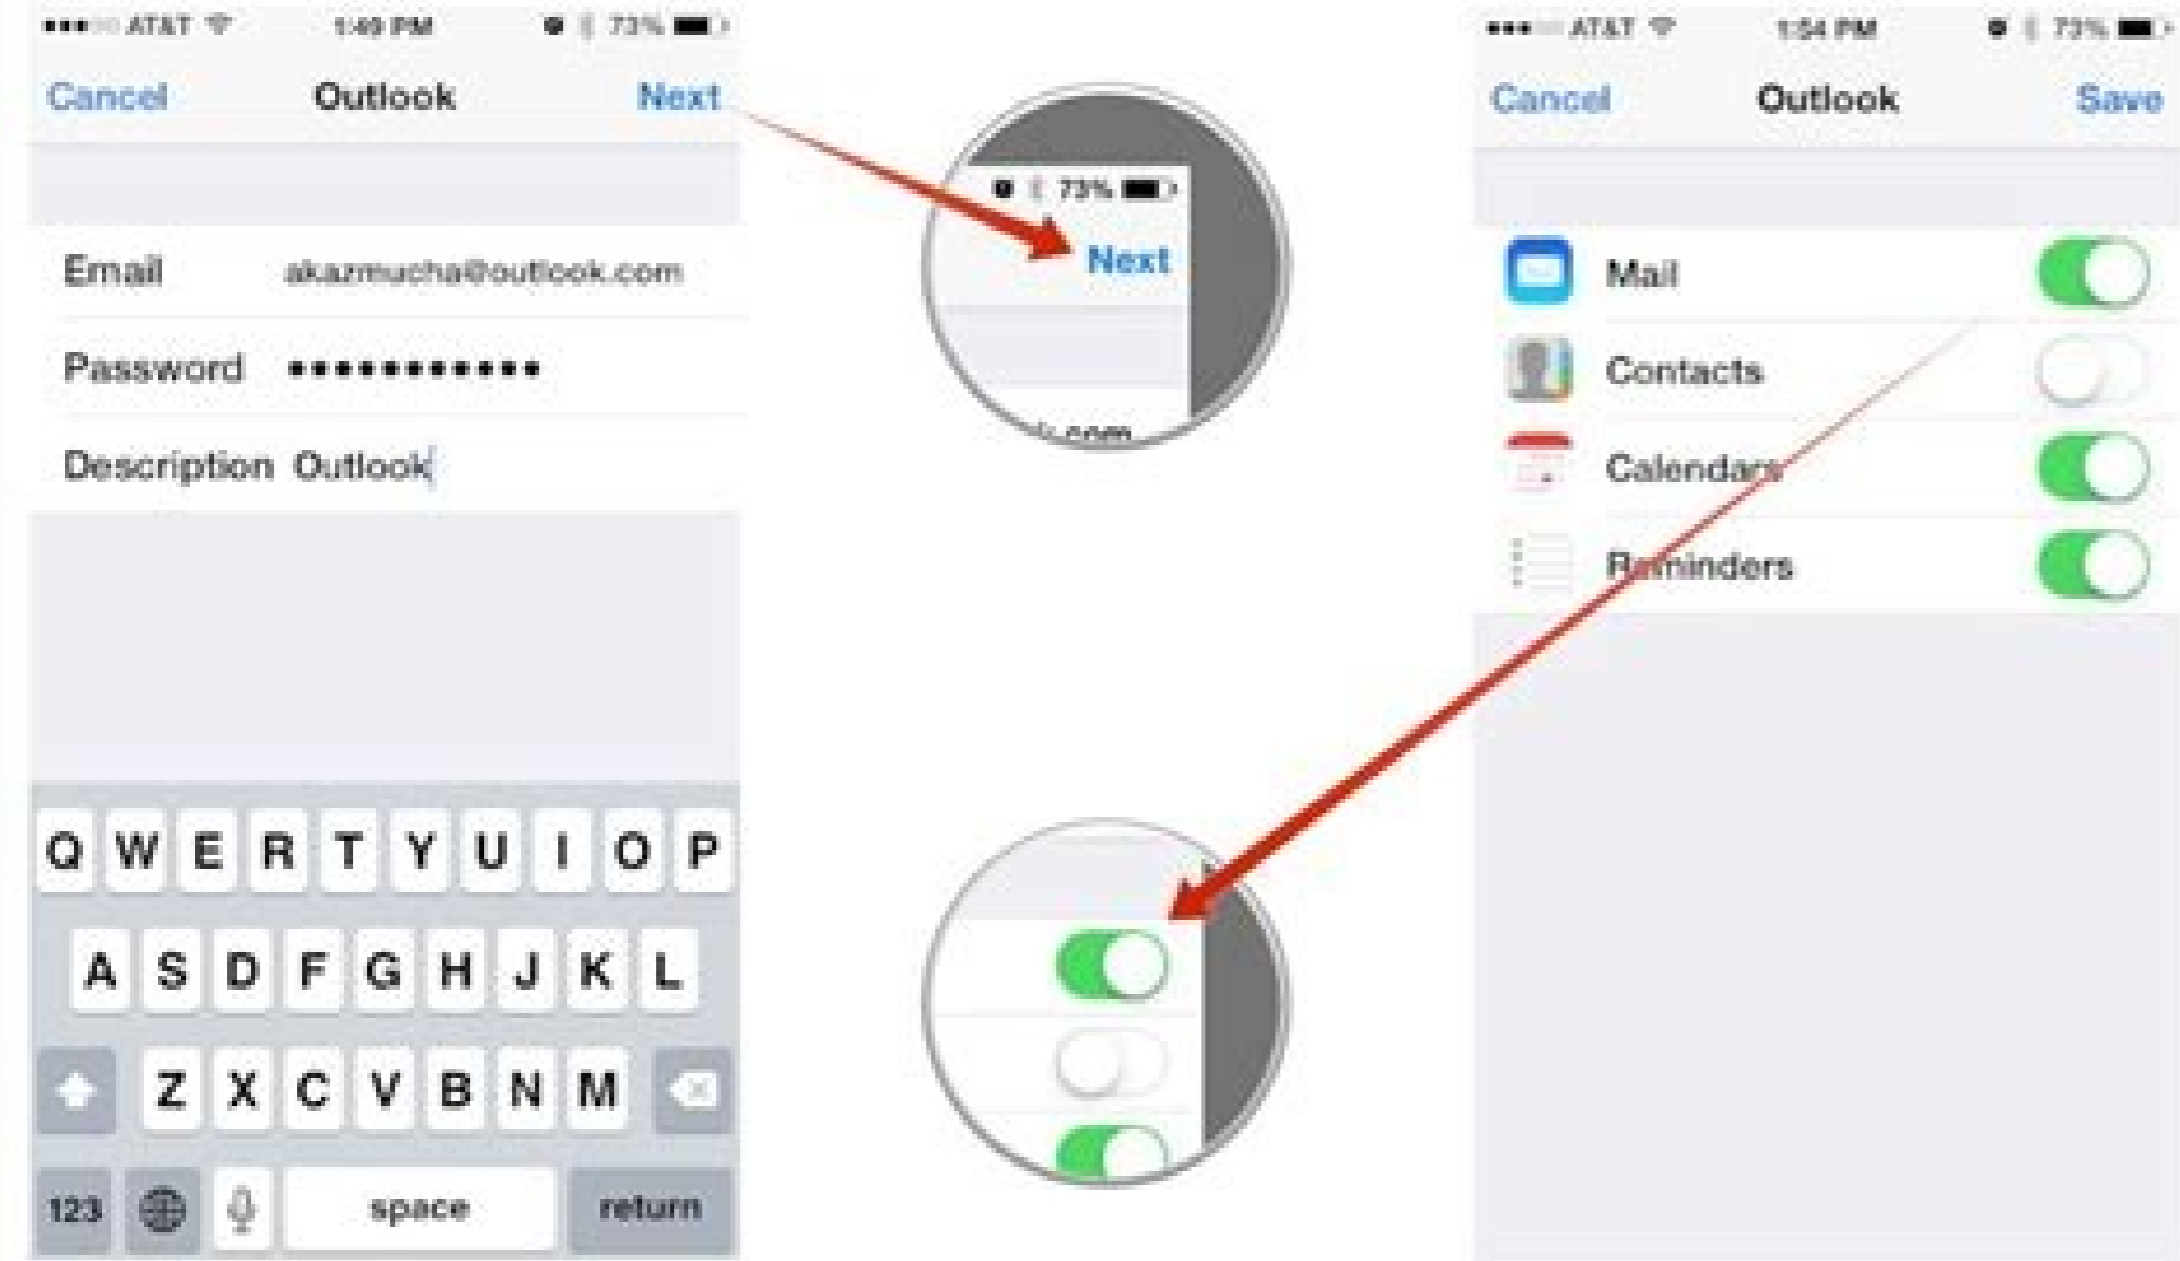 AT&T 1:49 PM 73%
Cancel Outlook Next
Email akazmucha@outlook.com
Password ●●●●●●●●●●●
Description Outlook
Q W E R T Y U I O P
A S D F G H J K L
Z X C V B N M
123 space return
73%
Next
k.com
AT&T 1:54 PM 73%
Cancel Outlook Save
Mail
Contacts
Calendars
Reminders